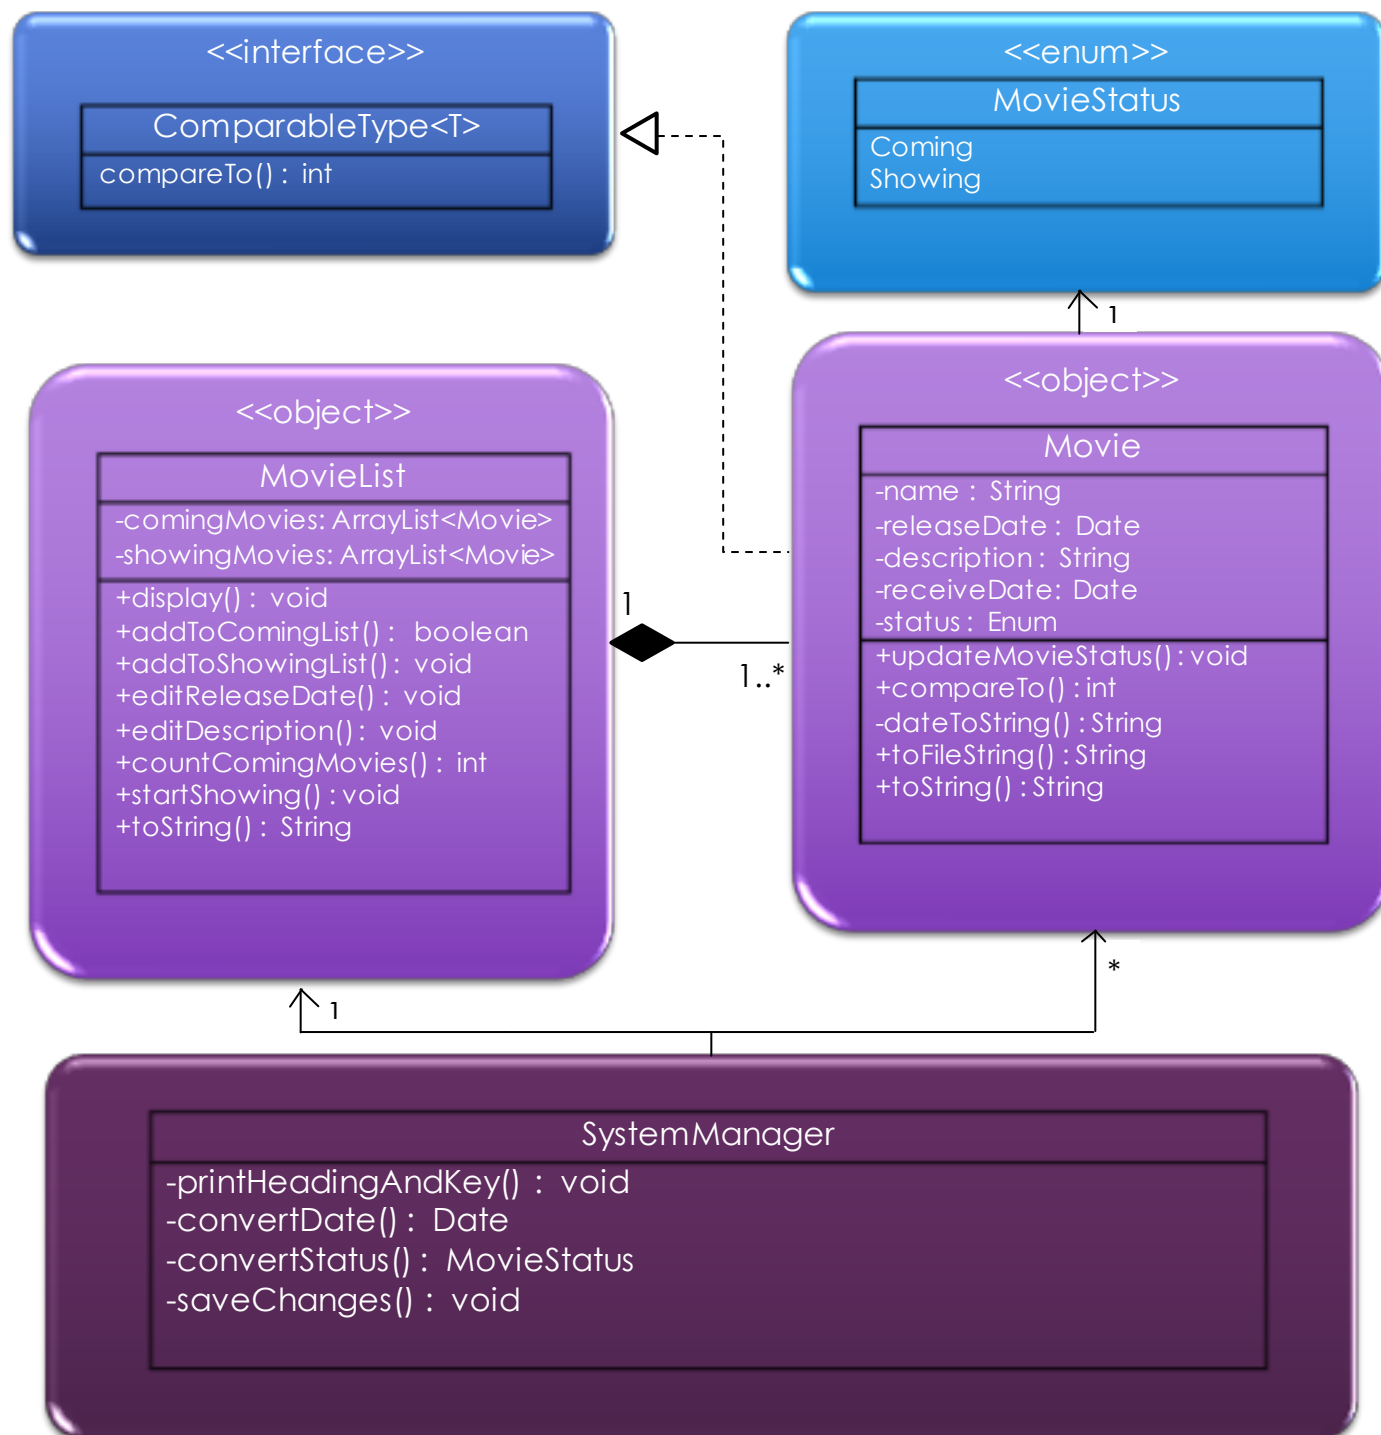 <<interface>>
ComparableType<T>
compareTo() : int
<<enum>>
MovieStatus
Coming
Showing
1
<<object>>
MovieList
-comingMovies: ArrayList<Movie>
-showingMovies: ArrayList<Movie>
+display() : void
+addToComingList() : boolean
+addToShowingList() : void
+editReleaseDate() : void
+editDescription() : void
+countComingMovies() : int
+startShowing() : void
+toString() : String
1
1..*
<<object>>
Movie
-name : String
-releaseDate : Date
-description : String
-receiveDate: Date
-status : Enum
+updateMovieStatus() : void
+compareTo() : int
-dateToString() : String
+toFileString() : String
+toString() : String
1
*
SystemManager
-printHeadingAndKey() : void
-convertDate() : Date
-convertStatus() : MovieStatus
-saveChanges() : void